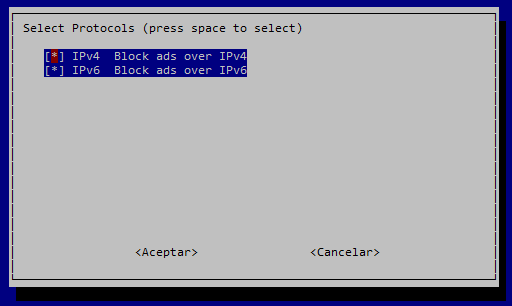 Select Protocols (press space to select)
[*] IPv4  Block ads over IPv4
[*] IPv6  Block ads over IPv6
<Aceptar> <Cancelar>